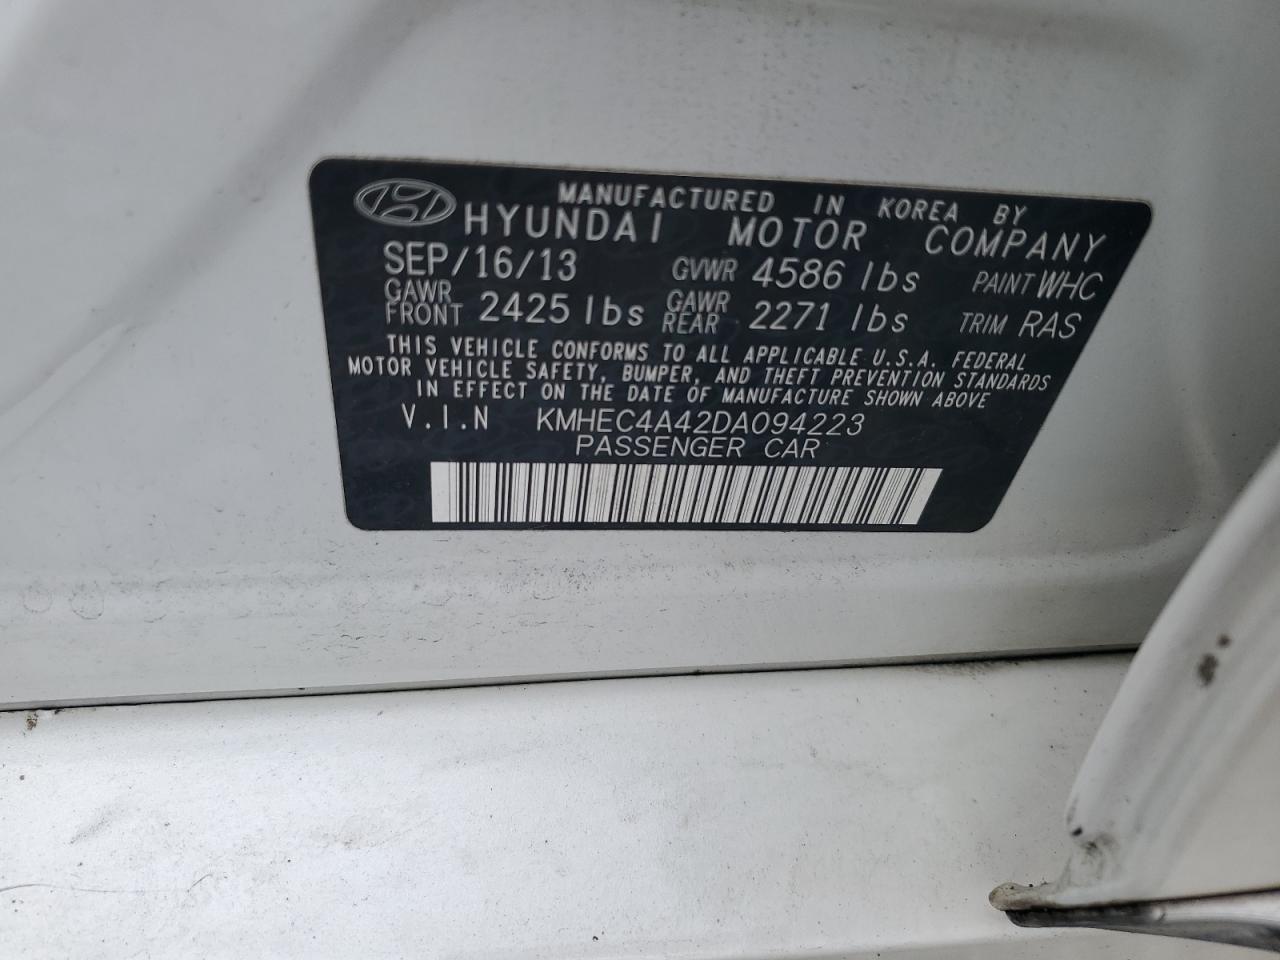 MANUFACTURED IN KOREA BY
HYUNDAI MOTOR COMPANY
SEP/16/13 GVWR 4586 lbs PAINT WHC
GAWR FRONT 2425 lbs GAWR REAR 2271 lbs TRIM RAS
THIS VEHICLE CONFORMS TO ALL APPLICABLE U.S.A. FEDERAL
MOTOR VEHICLE SAFETY, BUMPER, AND THEFT PREVENTION STANDARDS
IN EFFECT ON THE DATE OF MANUFACTURE SHOWN ABOVE
V.I.N KMHEC4A42DA094223
PASSENGER CAR